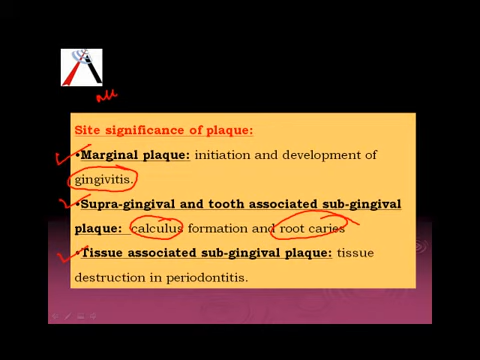 Site significance of plaque:
•Marginal plaque: initiation and development of
gingivitis.
•Supra-gingival and tooth associated sub-gingival
plaque: calculus formation and root caries
•Tissue associated sub-gingival plaque: tissue
destruction in periodontitis.